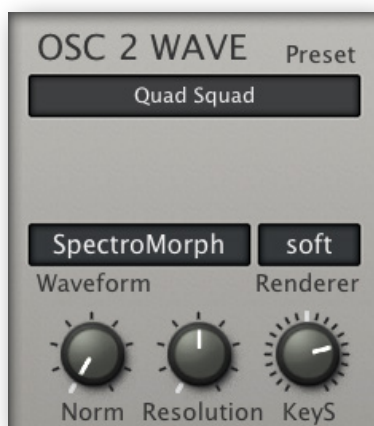 OSC 2 WAVE Preset
Quad Squad
SpectroMorph soft
Waveform Renderer
Norm Resolution KeyS